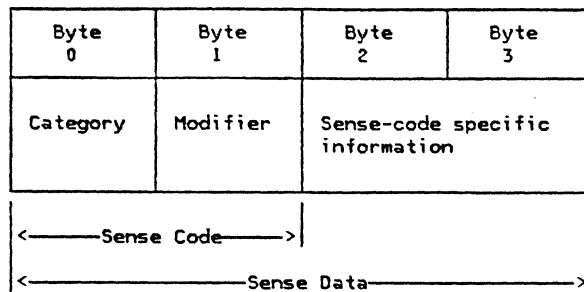 Byte Byte Byte Byte
0 1 2 3
Category Modifier Sense-code specific
information
Sense Code
Sense Data